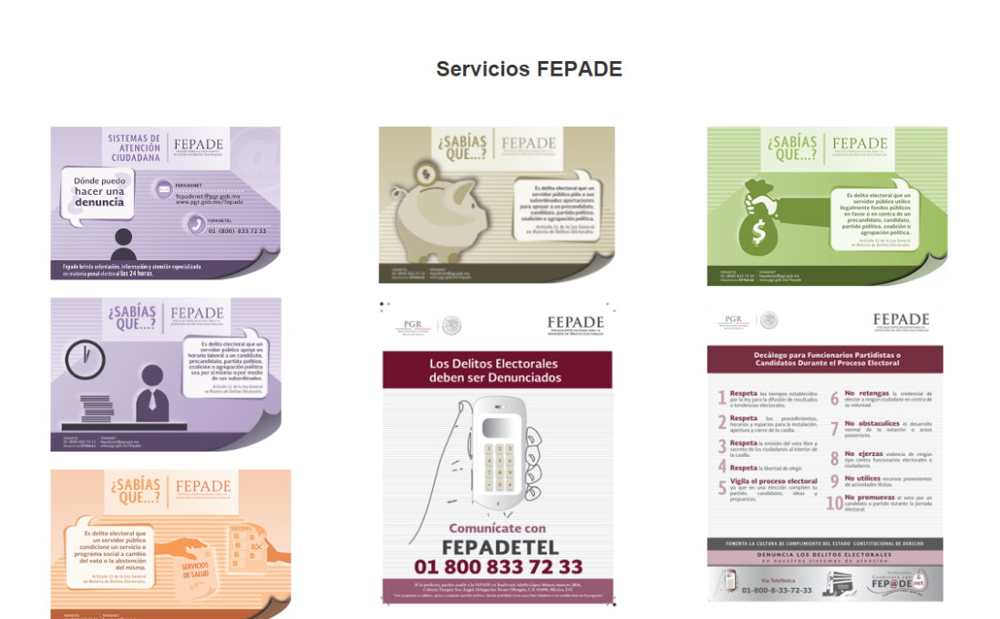 Servicios FEPADE
SISTEMAS DE
ATENCIÓN
CIUDADANA
FEPADE
Dónde puedo
hacer una
denuncia
FEPADENET
fepadenet@pgr.gob.mx
www.pgr.gob.mx/fepade
FEPADETEL
01 (800) 833 72 33
Fepade brinda orientación, información y atención especializada
en materia penal electoral las 24 horas.
¿SABÍAS
QUE...?
FEPADE
Es delito electoral que un
servidor público pida a sus
subordinados aportaciones
para apoyar a un precandidato,
candidato, partido político,
coalición o agrupación política.
Artículo 11 de la Ley General
en Materia de Delitos Electorales.
¿SABÍAS
QUE...?
FEPADE
Es delito electoral que un
servidor público utilice
ilegalmente fondos públicos
en favor o en contra de un
precandidato, candidato,
partido político, coalición o
agrupación política.
Artículo 11 de la Ley General
en Materia de Delitos Electorales.
¿SABÍAS
QUE...?
FEPADE
Es delito electoral que un
servidor público apoye en
horario laboral a un candidato,
precandidato, partido político,
coalición o agrupación política
sea por sí mismo o por medio
de sus subordinados.
Artículo 11 de la Ley General
en Materia de Delitos Electorales.
PGR
FEPADE
Los Delitos Electorales
deben ser Denunciados
Comunícate con
FEPADETEL
01 800 833 72 33
PGR
FEPADE
Decálogo para Funcionarios Partidistas o
Candidatos Durante el Proceso Electoral
1 Respeta los tiempos establecidos
por la ley para la difusión de resultados
o tendencias electorales.
2 Respeta los procedimientos,
horarios y espacios para la instalación,
apertura y cierre de la casilla.
3 Respeta la emisión del voto libre y
secreto de los ciudadanos al interior de
la casilla.
4 Respeta la libertad de elegir.
5 Vigila el proceso electoral
ya que en una elección compiten tu
partido, candidatos, ideas y
propuestas.
6 No retengas la credencial de
elector a ningún ciudadano en contra de
su voluntad.
7 No obstaculices el desarrollo
normal de la votación o actos
posteriores.
8 No ejerzas violencia de ningún
tipo contra funcionarios electorales o
ciudadanos.
9 No utilices recursos provenientes
de actividades ilícitas.
10 No promuevas el voto por un
candidato o partido durante la jornada
electoral.
FOMENTA LA CULTURA DE CUMPLIMIENTO DEL ESTADO CONSTITUCIONAL DE DERECHO
DENUNCIA LOS DELITOS ELECTORALES
en nuestros sistemas de atención
Vía Telefónica
01-800-8-33-72-33
FEP@DE net
¿SABÍAS
QUE...?
FEPADE
Es delito electoral que
un servidor público
condicione un servicio o
programa social a cambio
del voto o la abstención
del mismo.
Artículo 11 de la Ley General
en Materia de Delitos Electorales.
SERVICIOS
DE SALUD